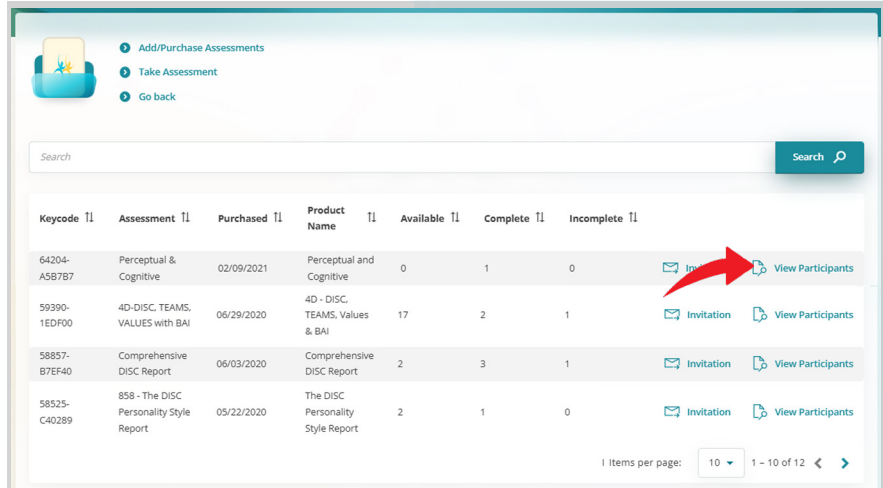 Add/Purchase Assessments
Take Assessment
Go back
Search
Search
Keycode Assessment Purchased Product Name Available Complete Incomplete
64204-A5B7B7 Perceptual & Cognitive 02/09/2021 Perceptual and Cognitive 0 1 0 View Participants
59390-1EDF00 4D-DISC, TEAMS, VALUES with BAI 06/29/2020 4D - DISC, TEAMS, Values & BAI 17 2 1 Invitation View Participants
58857-B7EF40 Comprehensive DISC Report 06/03/2020 Comprehensive DISC Report 2 3 1 Invitation View Participants
58525-C40289 858 - The DISC Personality Style Report 05/22/2020 The DISC Personality Style Report 2 1 0 Invitation View Participants
I Items per page: 10 1 – 10 of 12